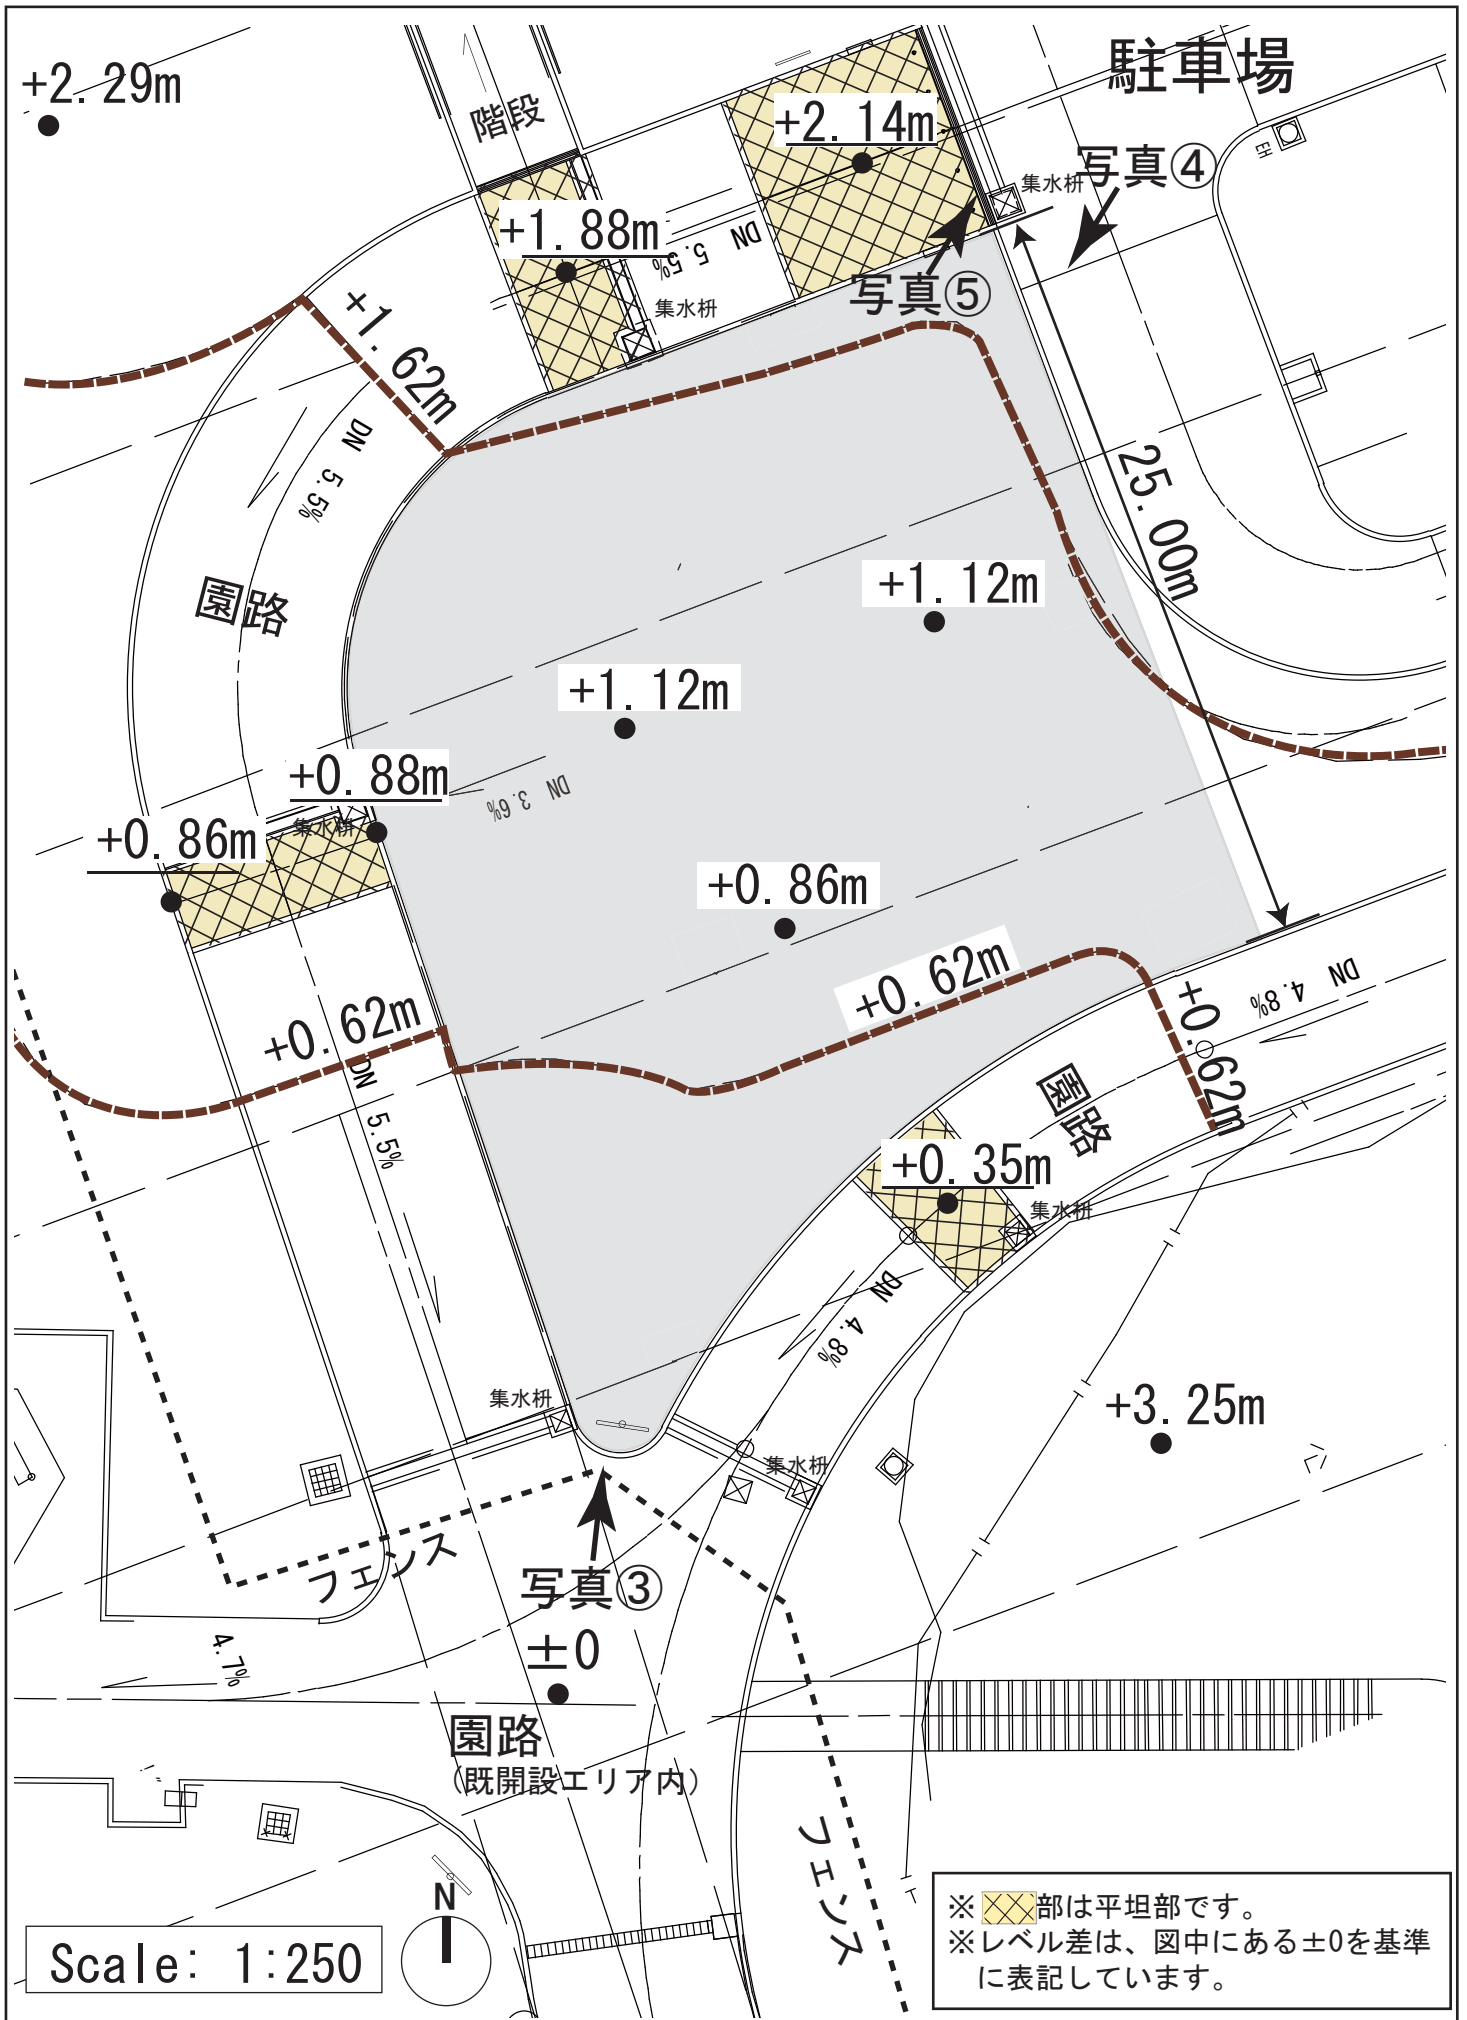 駐車場
+2.29m
階段
+2.14m
写真④
集水枡
EH
+1.88m
DN 5.5%
写真⑤
集水枡
+1.62m
DN 5.5%
25.00m
園路
+1.12m
+1.12m
+0.88m
DN 3.6%
集水枡
+0.86m
+0.86m
+0.62m
+0.62m
+0.62m
DN 4.8%
DN 5.5%
園路
+0.35m
集水枡
DN 4.8%
集水枡
+3.25m
集水枡
フェンス
写真③
±0
4.7%
園路
(既開設エリア内)
フェンス
N
Scale: 1:250
※部は平坦部です。
※レベル差は、図中にある±0を基準
に表記しています。